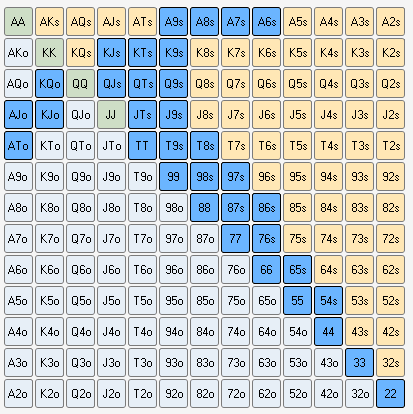 AA AKs AQs AJs ATs A9s A8s A7s A6s A5s A4s A3s A2s
AKo KK KQs KJs KTs K9s K8s K7s K6s K5s K4s K3s K2s
AQo KQo QQ QJs QTs Q9s Q8s Q7s Q6s Q5s Q4s Q3s Q2s
AJo KJo QJo JJ JTs J9s J8s J7s J6s J5s J4s J3s J2s
ATo KTo QTo JTo TT T9s T8s T7s T6s T5s T4s T3s T2s
A9o K9o Q9o J9o T9o 99 98s 97s 96s 95s 94s 93s 92s
A8o K8o Q8o J8o T8o 98o 88 87s 86s 85s 84s 83s 82s
A7o K7o Q7o J7o T7o 97o 87o 77 76s 75s 74s 73s 72s
A6o K6o Q6o J6o T6o 96o 86o 76o 66 65s 64s 63s 62s
A5o K5o Q5o J5o T5o 95o 85o 75o 65o 55 54s 53s 52s
A4o K4o Q4o J4o T4o 94o 84o 74o 64o 54o 44 43s 42s
A3o K3o Q3o J3o T3o 93o 83o 73o 63o 53o 43o 33 32s
A2o K2o Q2o J2o T2o 92o 82o 72o 62o 52o 42o 32o 22